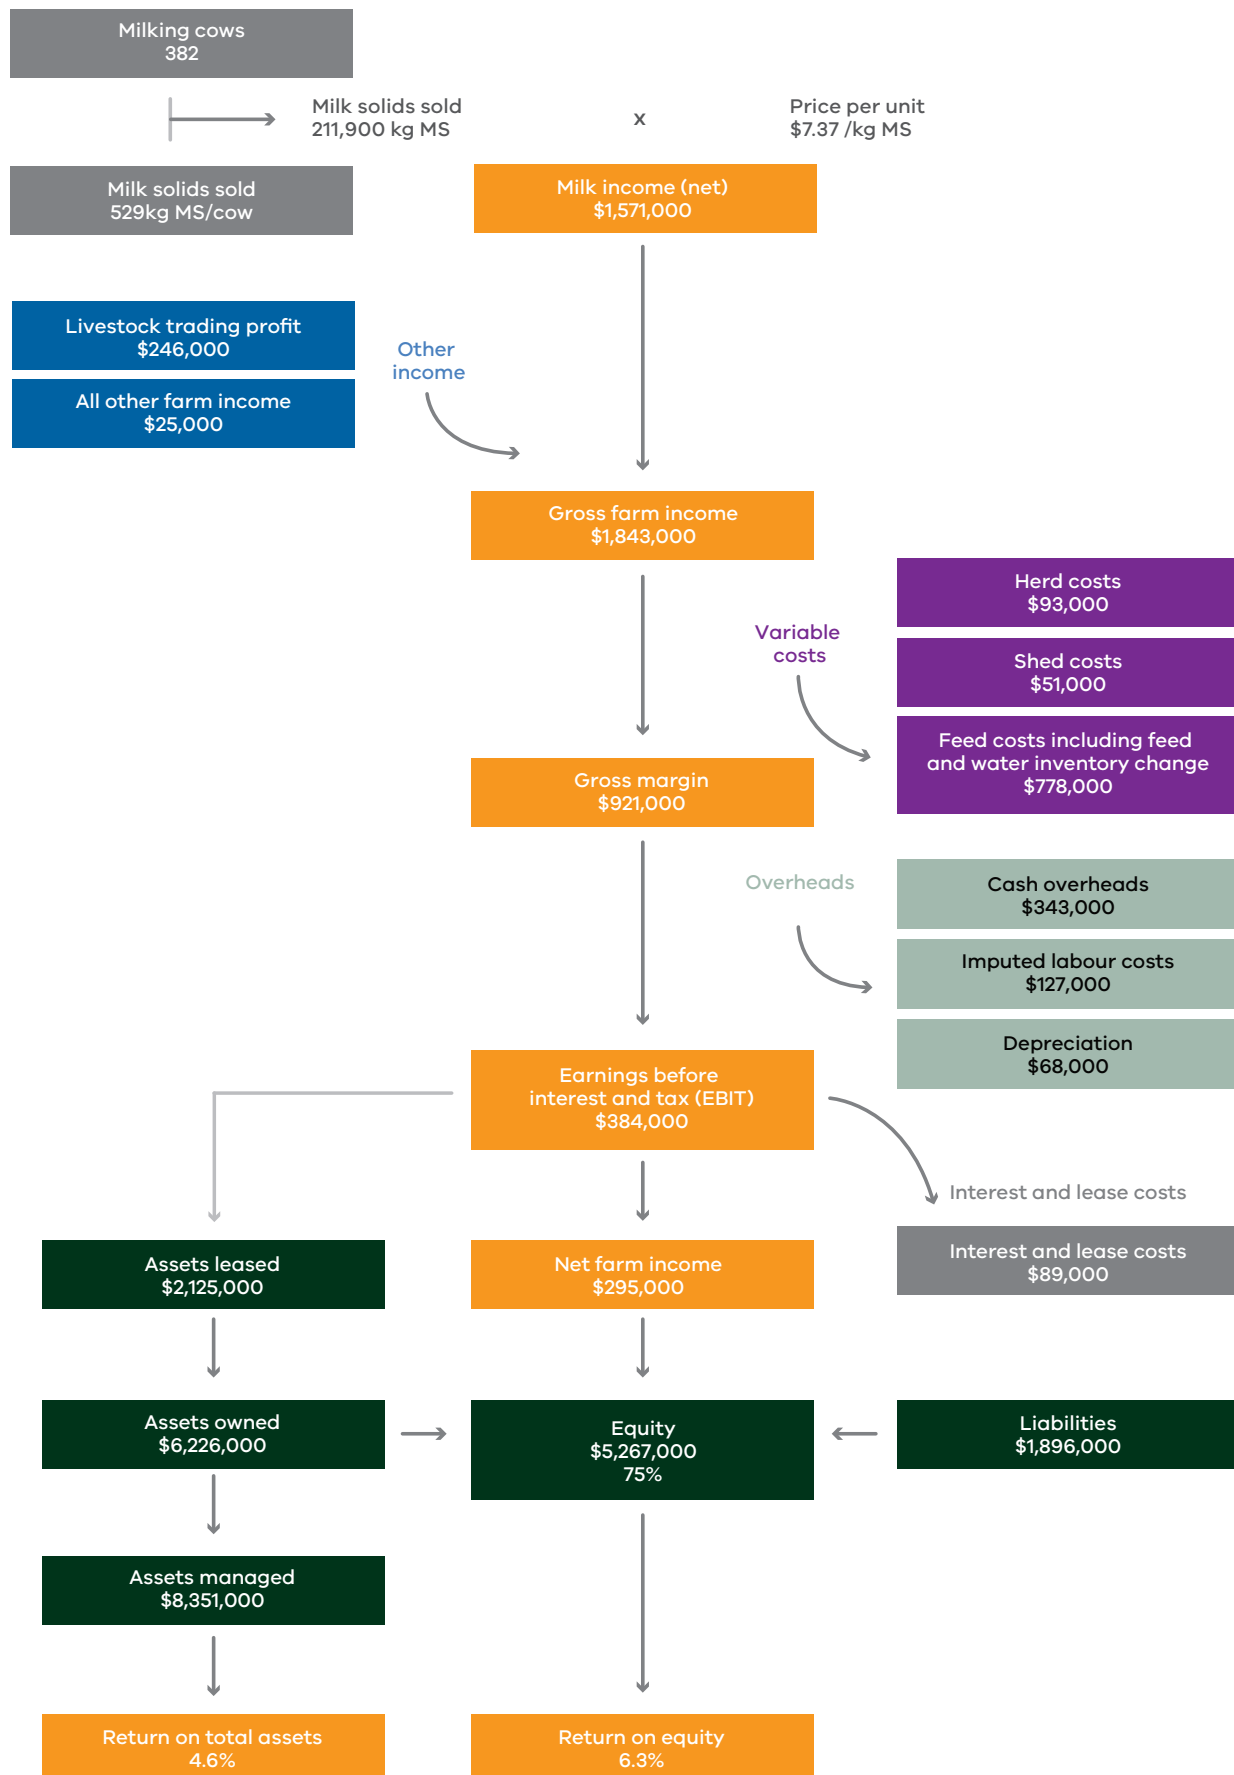 Milking cows
382
Milk solids sold
211,900 kg MS
x
Price per unit
$7.37 /kg MS
Milk solids sold
529kg MS/cow
Milk income (net)
$1,571,000
Livestock trading profit
$246,000
All other farm income
$25,000
Other
income
Gross farm income
$1,843,000
Variable
costs
Herd costs
$93,000
Shed costs
$51,000
Feed costs including feed
and water inventory change
$778,000
Gross margin
$921,000
Overheads
Cash overheads
$343,000
Imputed labour costs
$127,000
Depreciation
$68,000
Earnings before
interest and tax (EBIT)
$384,000
Interest and lease costs
Interest and lease costs
$89,000
Assets leased
$2,125,000
Net farm income
$295,000
Assets owned
$6,226,000
Equity
$5,267,000
75%
Liabilities
$1,896,000
Assets managed
$8,351,000
Return on total assets
4.6%
Return on equity
6.3%